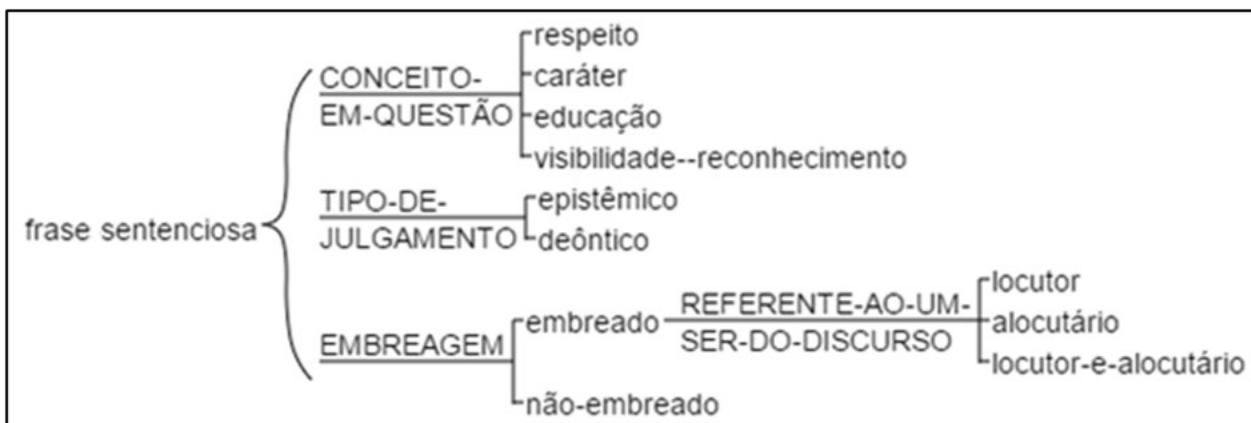 respeito
CONCEITO-
caráter
EM-QUESTÃO
educação
visibilidade--reconhecimento
frase sentenciosa
TIPO-DE-
epistêmico
JULGAMENTO
deôntico
locutor
embreado
REFERENTE-AO-UM-
alocutário
SER-DO-DISCURSO
EMBREAGEM
locutor-e-alocutário
não-embreado